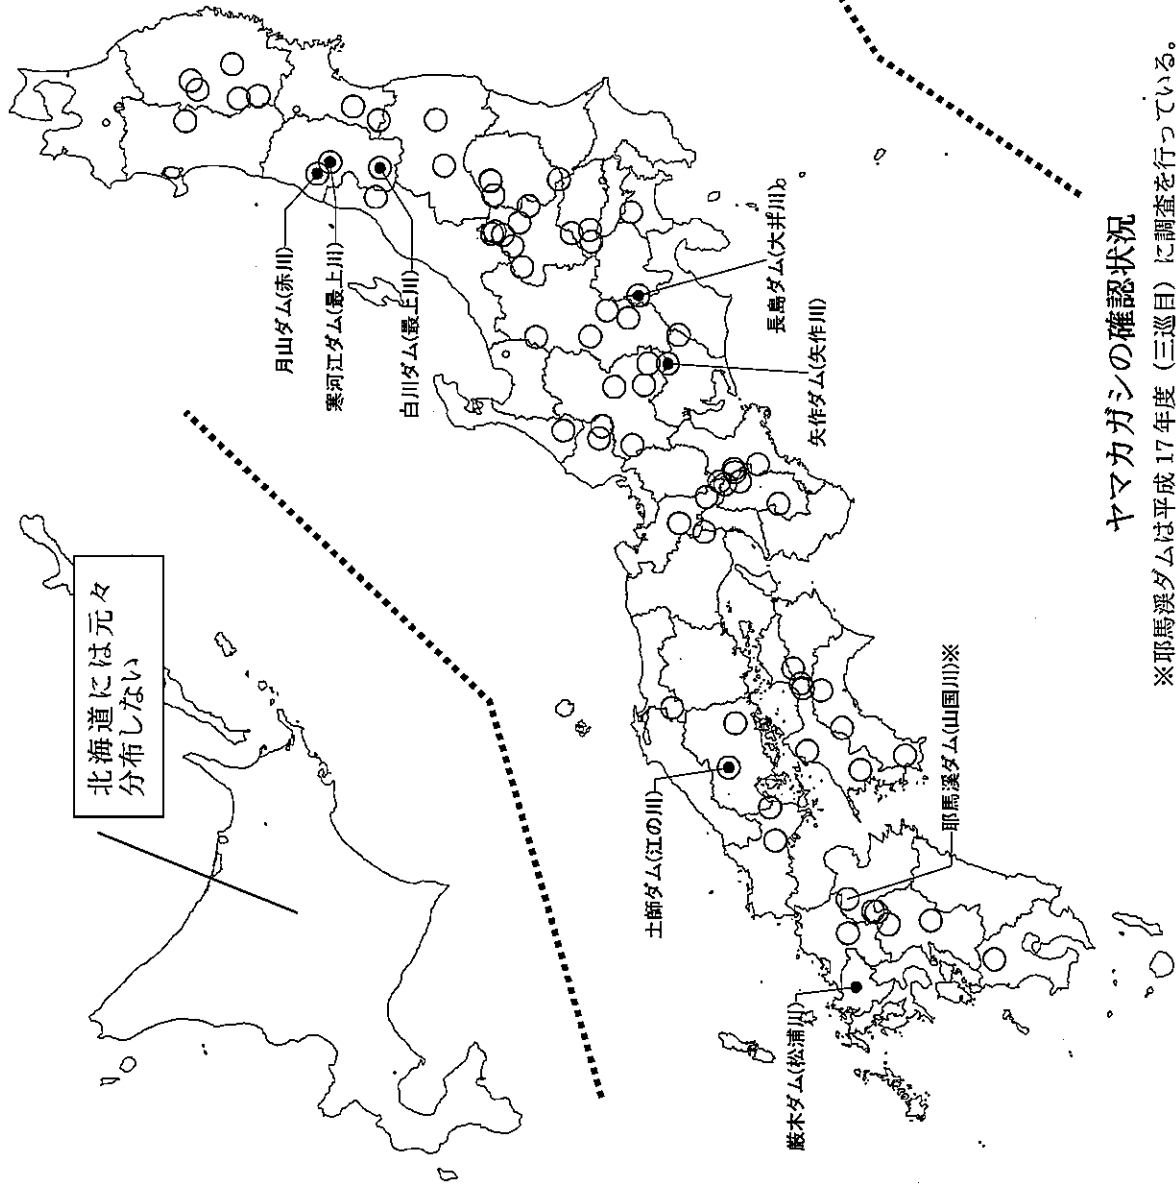 北海道には元々
分布しない
月山ダム(赤川)
寒河江ダム(最上川)
白川ダム(最上川)
長島ダム(大井川)
矢作ダム(矢作川)
土師ダム(江の川)
耶馬渓ダム(山国川)※
厳木ダム(松浦川)
ヤマカガシの確認状況
※耶馬渓ダムは平成17年度（三巡目）に調査を行っている。